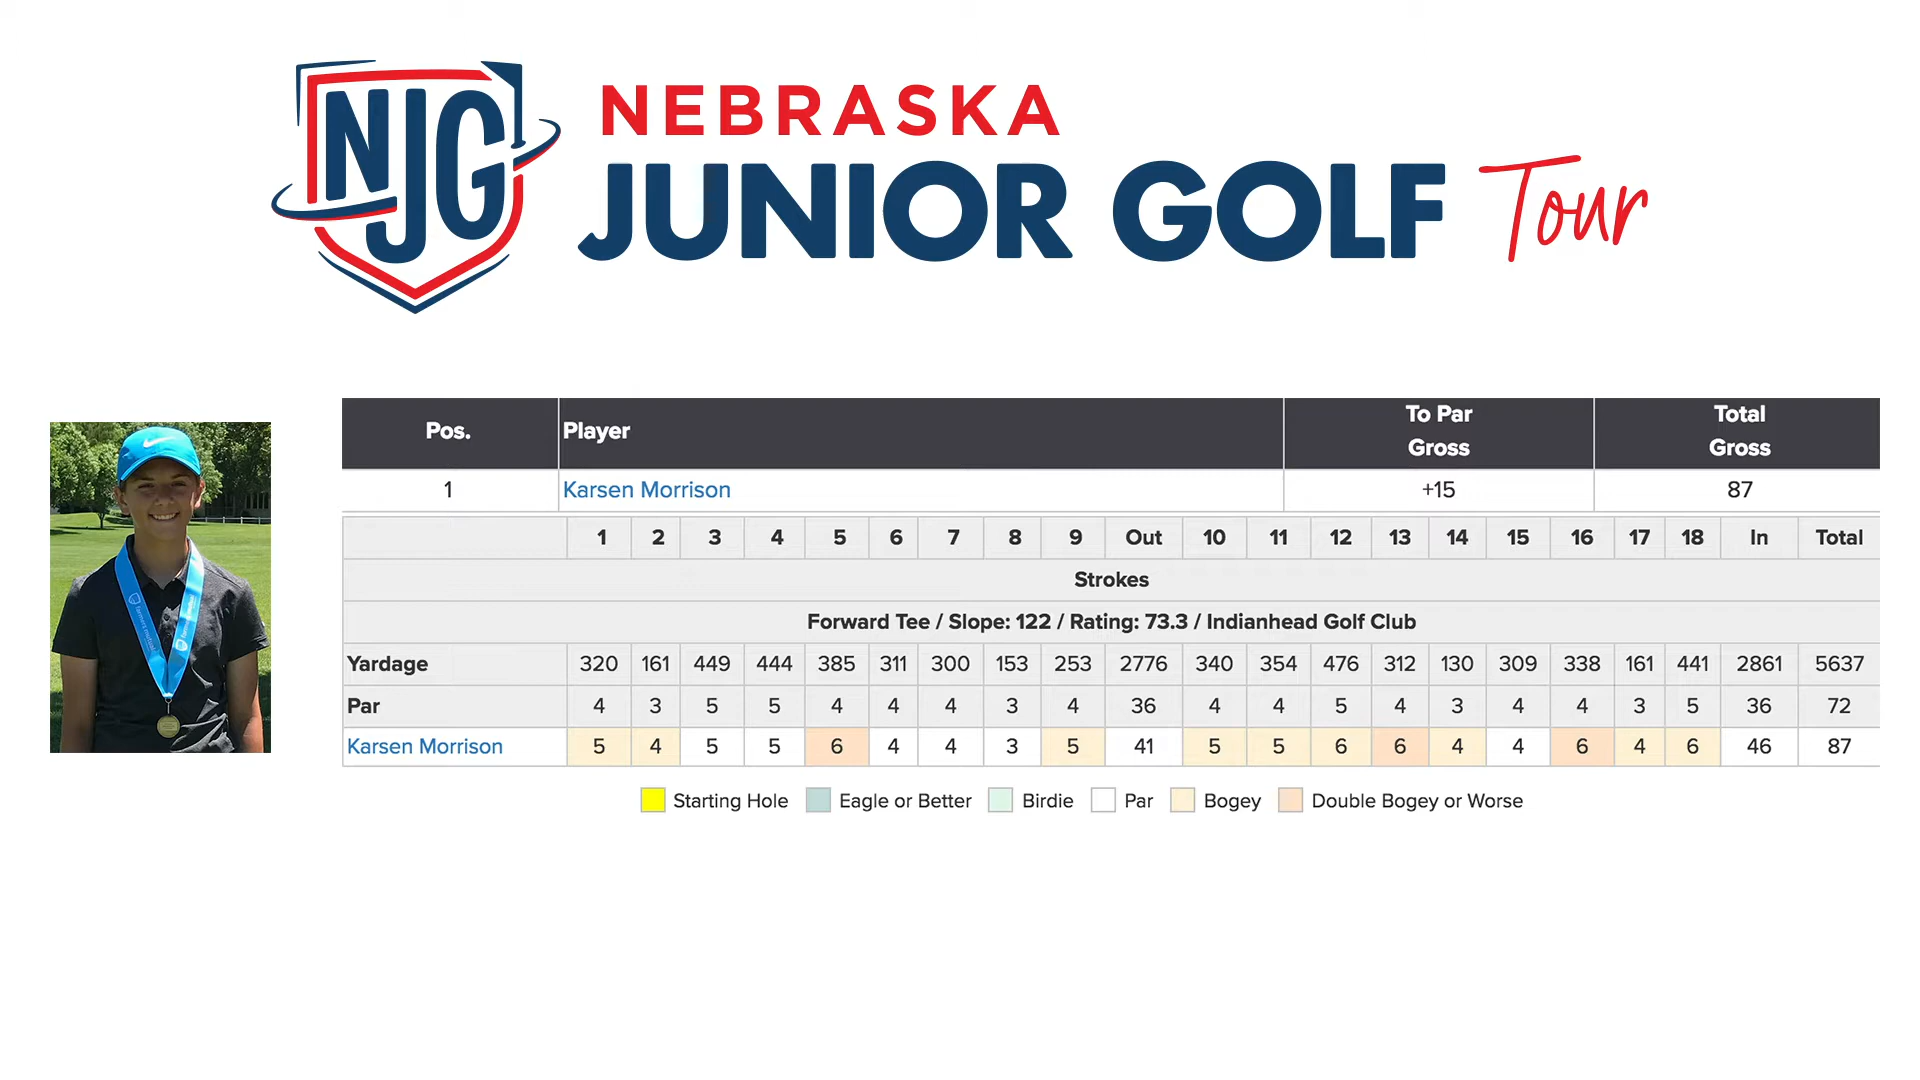 NJG
NEBRASKA
JUNIOR GOLF Tour
Pos. Player To Par Gross Total Gross
1 Karsen Morrison +15 87
1 2 3 4 5 6 7 8 9 Out 10 11 12 13 14 15 16 17 18 In Total
Strokes
Forward Tee / Slope: 122 / Rating: 73.3 / Indianhead Golf Club
Yardage 320 161 449 444 385 311 300 153 253 2776 340 354 476 312 130 309 338 161 441 2861 5637
Par 4 3 5 5 4 4 4 3 4 36 4 4 5 4 3 4 4 3 5 36 72
Karsen Morrison 5 4 5 5 6 4 4 3 5 41 5 5 6 6 4 4 6 4 6 46 87
Starting Hole Eagle or Better Birdie Par Bogey Double Bogey or Worse